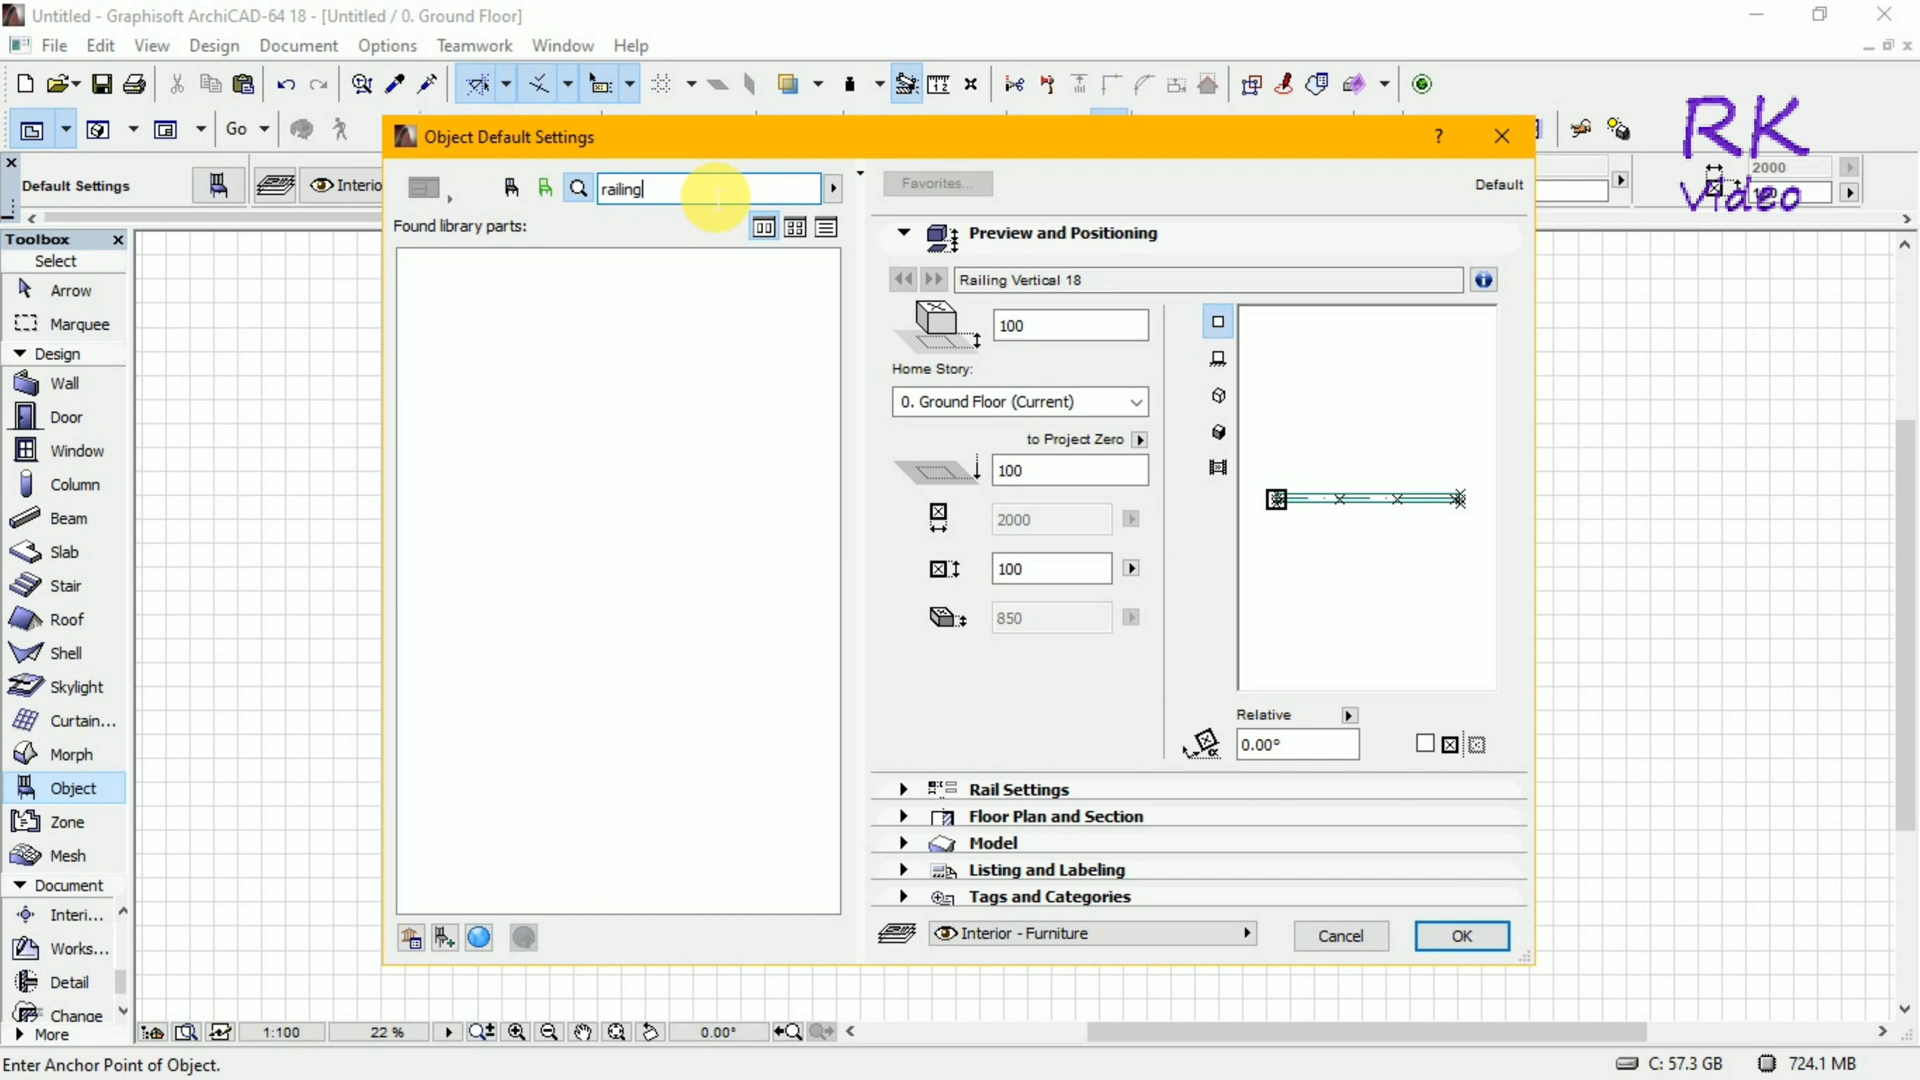 Untitled - Graphisoft ArchiCAD-64 18 - [Untitled / 0. Ground Floor]
File Edit View Design Document Options Teamwork Window Help
Go
RK
video
Default Settings
Interio
2000
Object Default Settings
?
railing
Favorites...
Default
Found library parts:
Preview and Positioning
Railing Vertical 18
100
Home Story:
0. Ground Floor (Current)
to Project Zero
100
2000
100
850
Relative
0.00°
Rail Settings
Floor Plan and Section
Model
Listing and Labeling
Tags and Categories
Interior - Furniture
Cancel
OK
Toolbox
Select
Arrow
Marquee
Design
Wall
Door
Window
Column
Beam
Slab
Stair
Roof
Shell
Skylight
Curtain...
Morph
Object
Zone
Mesh
Document
Interi...
Works...
Detail
Change
More
1:100
22 %
0.00°
Enter Anchor Point of Object.
C: 57.3 GB
724.1 MB